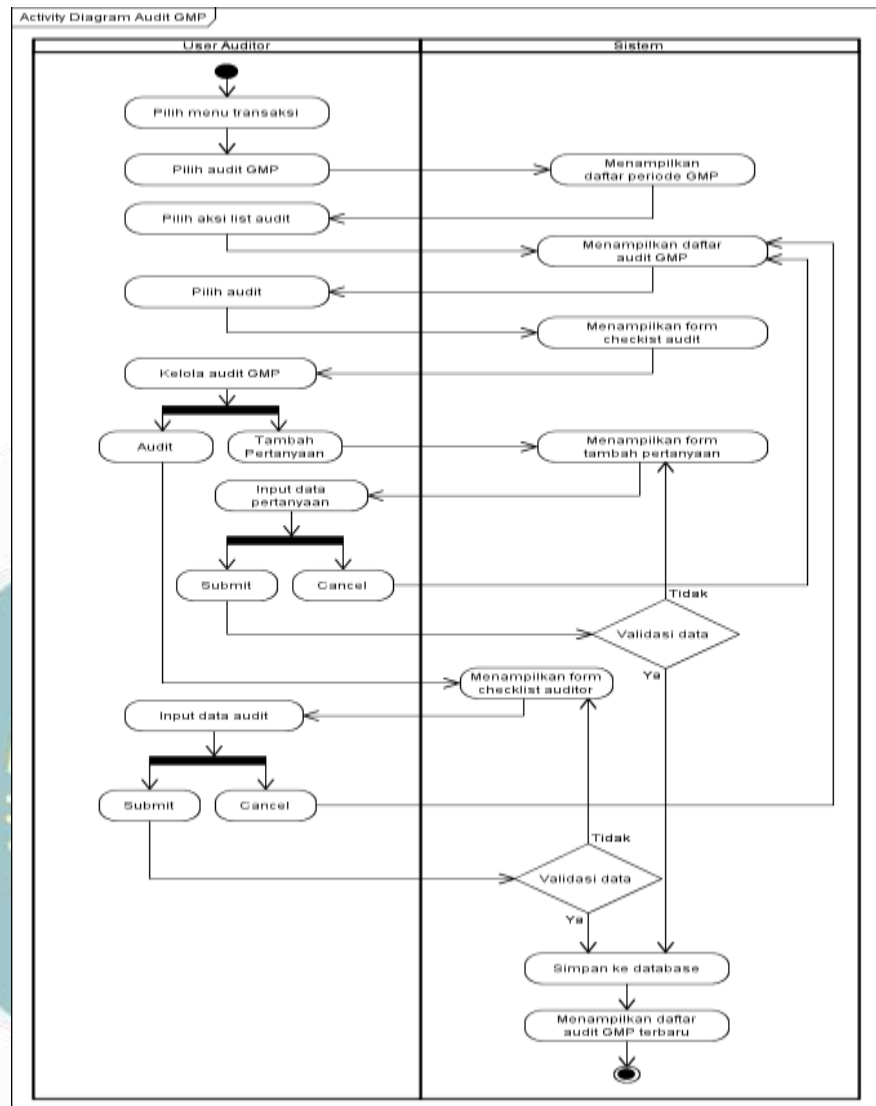 Activity Diagram Audit GMP
User Auditor
Sistem
Pilih menu transaksi
Pilih audit GMP
Menampilkan
daftar periode GMP
Pilih aksi list audit
Menampilkan daftar
audit GMP
Pilih audit
Menampilkan form
checkist audit
Kelola audit GMP
Audit
Tambah
Pertanyaan
Menampilkan form
tambah pertanyaan
Input data
pertanyaan
Submit
Cancel
Tidak
Validasi data
Ya
Menampilkan form
checklist auditor
Input data audit
Submit
Cancel
Tidak
Validasi data
Ya
Simpan ke database
Menampilkan daftar
audit GMP terbaru